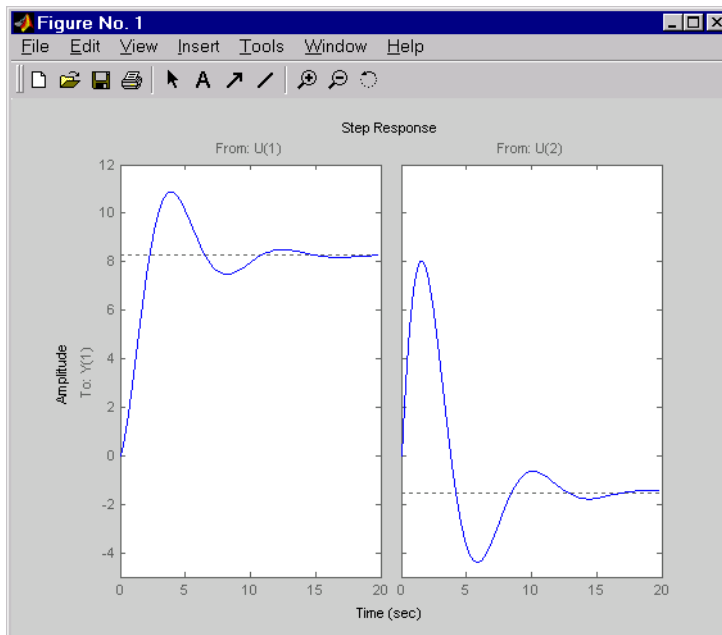 Figure No. 1
File Edit View Insert Tools Window Help
A
Step Response
From: U(1) From: U(2)
12
10
8
6
4
2
0
-2
-4
Amplitude
To: Y(1)
0 5 10 15 20 0 5 10 15 20
Time (sec)